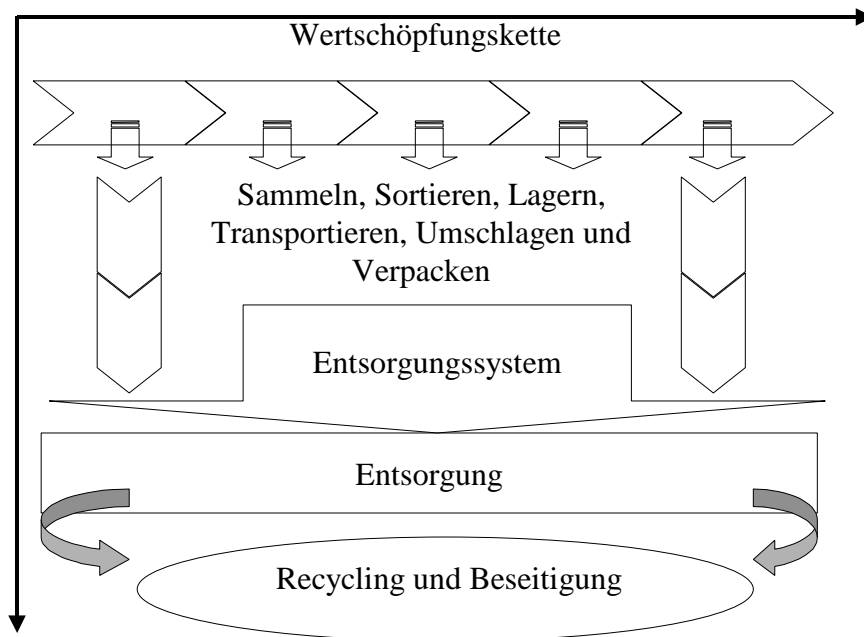 Wertschöpfungskette
Sammeln, Sortieren, Lagern,
Transportieren, Umschlagen und
Verpacken
Entsorgungssystem
Entsorgung
Recycling und Beseitigung